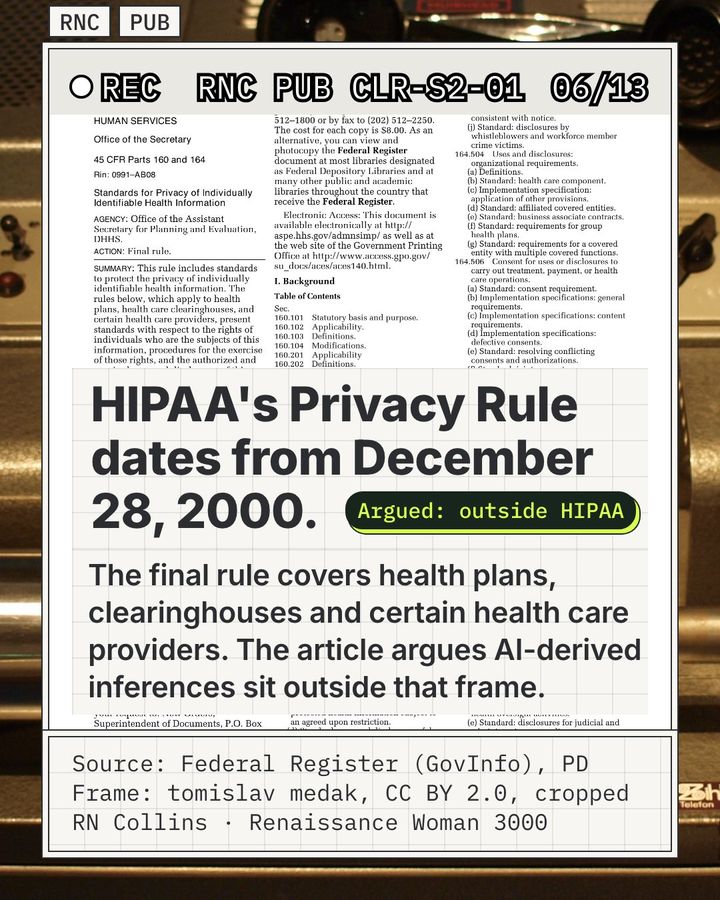 RNC PUB
REC RNC PUB CLR-S2-01 06/13
HUMAN SERVICES
Office of the Secretary
45 CFR Parts 160 and 164
Rin: 0991–AB08
Standards for Privacy of Individually
Identifiable Health Information
AGENCY: Office of the Assistant
Secretary for Planning and Evaluation,
DHHS.
ACTION: Final rule.
SUMMARY: This rule includes standards
to protect the privacy of individually
identifiable health information. The
rules below, which apply to health
plans, health care clearinghouses, and
certain health care providers, present
standards with respect to the rights of
individuals who are the subjects of this
information, procedures for the exercise
of those rights, and the authorized and
512–1800 or by fax to (202) 512–2250.
The cost for each copy is $8.00. As an
alternative, you can view and
photocopy the Federal Register
document at most libraries designated
as Federal Depository Libraries and at
many other public and academic
libraries throughout the country that
receive the Federal Register.
Electronic Access: This document is
available electronically at http://
aspe.hhs.gov/admnsimp/ as well as at
the web site of the Government Printing
Office at http://www.access.gpo.gov/
su_docs/aces/aces140.html.
I. Background
Table of Contents
Sec.
160.101 Statutory basis and purpose.
160.102 Applicability.
160.103 Definitions.
160.104 Modifications.
160.201 Applicability
160.202 Definitions.
consistent with notice.
(j) Standard: disclosures by
whistleblowers and workforce member
crime victims.
164.504 Uses and disclosures:
organizational requirements.
(a) Definitions.
(b) Standard: health care component.
(c) Implementation specification:
application of other provisions.
(d) Standard: affiliated covered entities.
(e) Standard: business associate contracts.
(f) Standard: requirements for group
health plans.
(g) Standard: requirements for a covered
entity with multiple covered functions.
164.506 Consent for uses or disclosures to
carry out treatment, payment, or health
care operations.
(a) Standard: consent requirement.
(b) Implementation specifications: general
requirements.
(c) Implementation specifications: content
requirements.
(d) Implementation specifications:
defective consents.
(e) Standard: resolving conflicting
consents and authorizations.
HIPAA's Privacy Rule
dates from December
28, 2000.
Argued: outside HIPAA
The final rule covers health plans,
clearinghouses and certain health care
providers. The article argues AI-derived
inferences sit outside that frame.
Superintendent of Documents, P.O. Box
an agreed upon restriction.
(e) Standard: disclosures for judicial and
Source: Federal Register (GovInfo), PD
Frame: tomislav medak, CC BY 2.0, cropped
RN Collins · Renaissance Woman 3000
Telefon